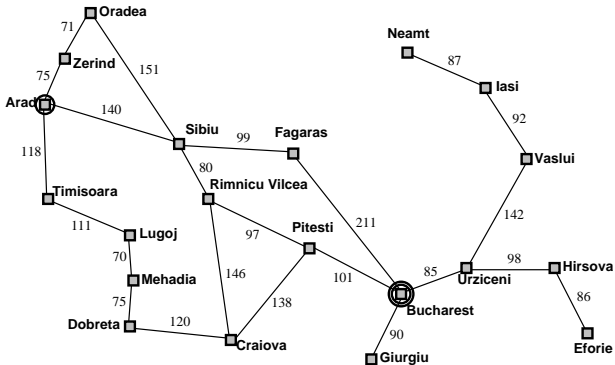 Oradea
71
Neamt
Zerind
87
151
75
Iasi
Arad
140
92
Sibiu
Fagaras
99
118
Vaslui
80
Rimnicu Vilcea
Timisoara
211
142
111
Pitesti
Lugoj
97
70
98
Hirsova
146
101
85
Mehadia
Urziceni
75
138
86
Bucharest
120
Dobreta
90
Craiova
Eforie
Giurgiu